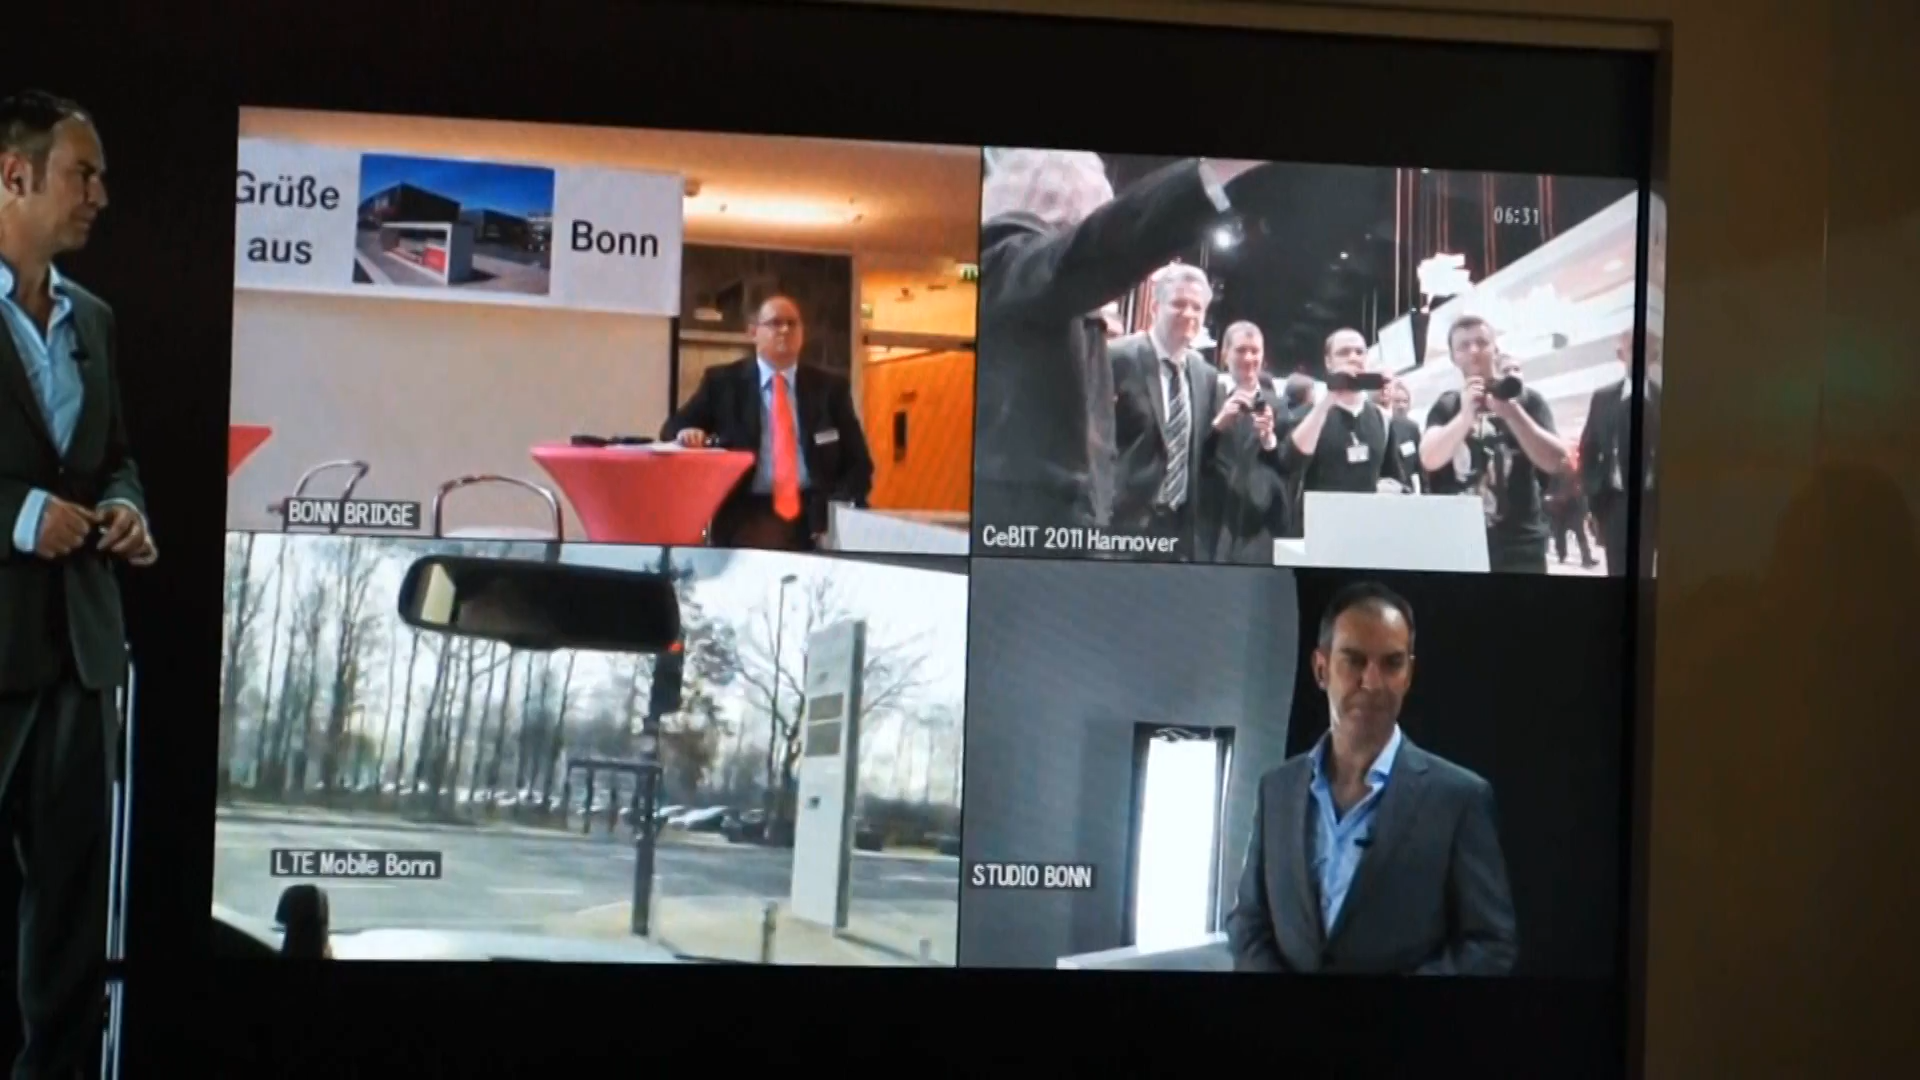 Grüße
aus
Bonn
06:31
BONN BRIDGE
CeBIT 2011 Hannover
LTE Mobile Bonn
STUDIO BONN